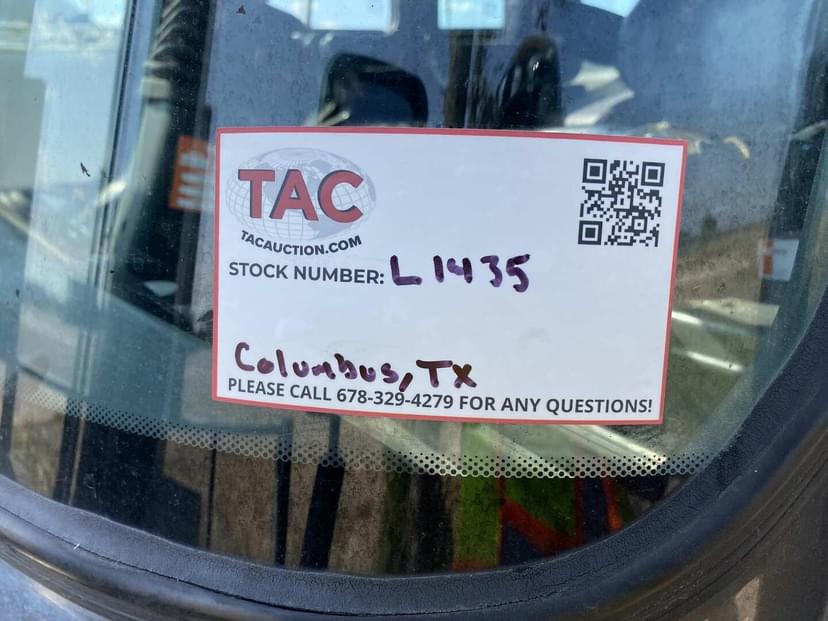 TAC
TACAUCTION.COM
STOCK NUMBER: L1435
Columbus, TX
PLEASE CALL 678-329-4279 FOR ANY QUESTIONS!